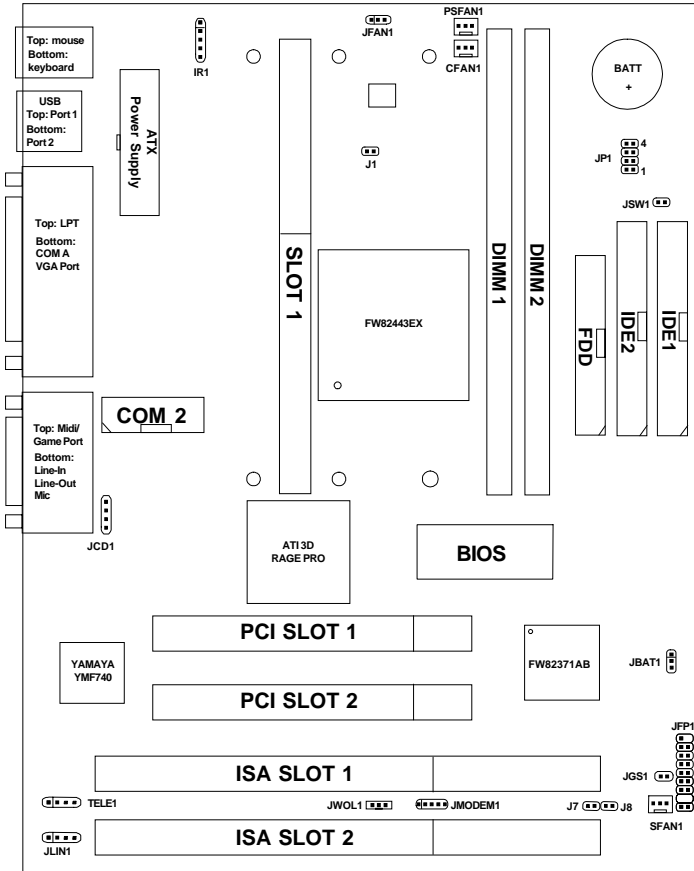 Top: mouse
Bottom:
keyboard
IR1
JFAN1
PSFAN1
CFAN1
BATT
+
USB
Top: Port 1
Bottom:
Port 2
ATX
Power Supply
J1
4
JP1
1
JSW1
Top: LPT
Bottom:
COM A
VGA Port
SLOT 1
FW82443EX
DIMM 1
DIMM 2
FDD
IDE2
IDE1
COM 2
Top: Midi/
Game Port
Bottom:
Line-In
Line-Out
Mic
JCD1
ATI 3D
RAGE PRO
BIOS
PCI SLOT 1
YAMAYA
YMF740
FW82371AB
JBAT1
PCI SLOT 2
JFP1
ISA SLOT 1
JGS1
TELE1
JWOL1
JMODEM1
J7
J8
SFAN1
JLIN1
ISA SLOT 2